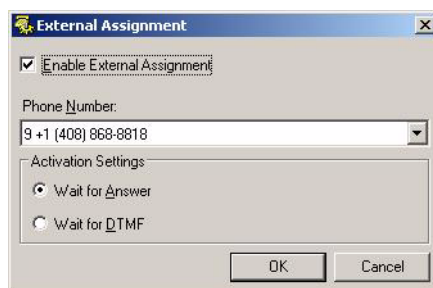 External Assignment
Enable External Assignment
Phone Number:
9 +1 (408) 868-8818
Activation Settings
Wait for Answer
Wait for DTMF
OK Cancel